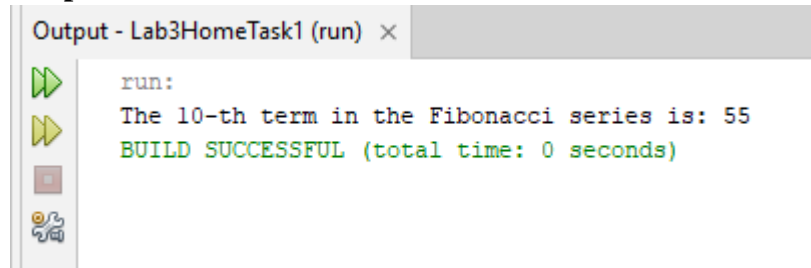 Output - Lab3HomeTask1 (run) ×
run:
The 10-th term in the Fibonacci series is: 55
BUILD SUCCESSFUL (total time: 0 seconds)